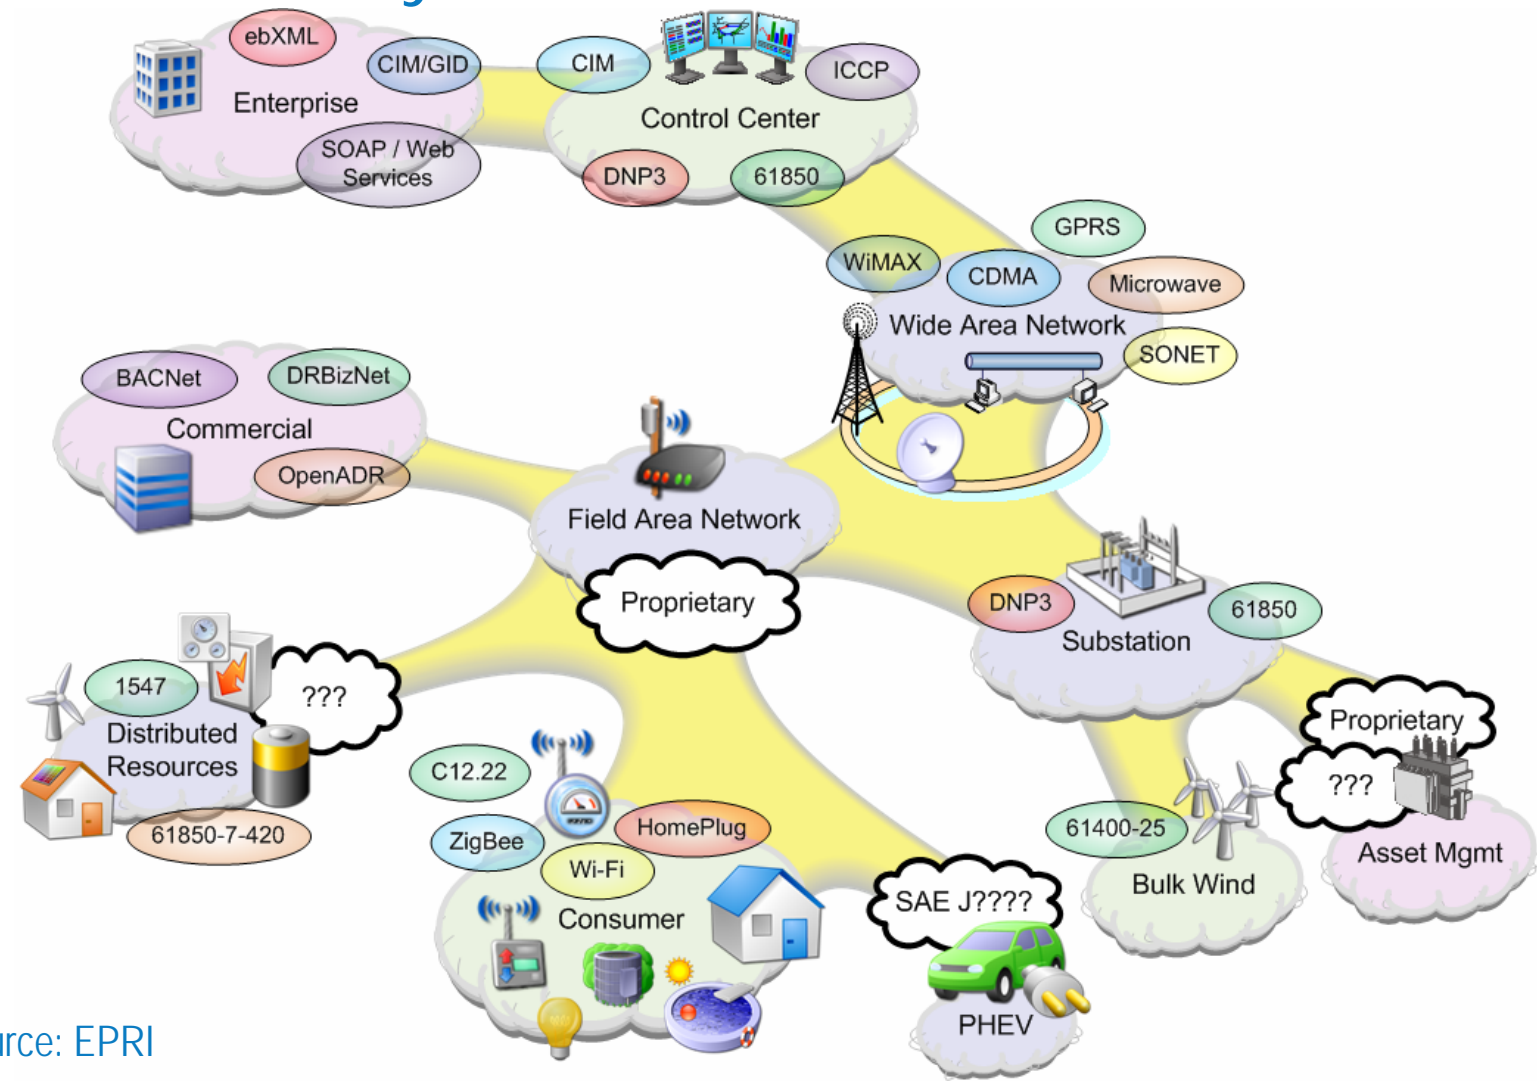 ebXML
CIM/GID
Enterprise
SOAP / Web
Services
CIM
ICCP
Control Center
DNP3
61850
GPRS
WiMAX
CDMA
Microwave
Wide Area Network
SONET
BACNet
DRBizNet
Commercial
OpenADR
Field Area Network
Proprietary
DNP3
61850
Substation
1547
???
Distributed
Resources
61850-7-420
Proprietary
???
Asset Mgmt
C12.22
ZigBee
HomePlug
Wi-Fi
Consumer
61400-25
Bulk Wind
SAE J????
PHEV
EPRI